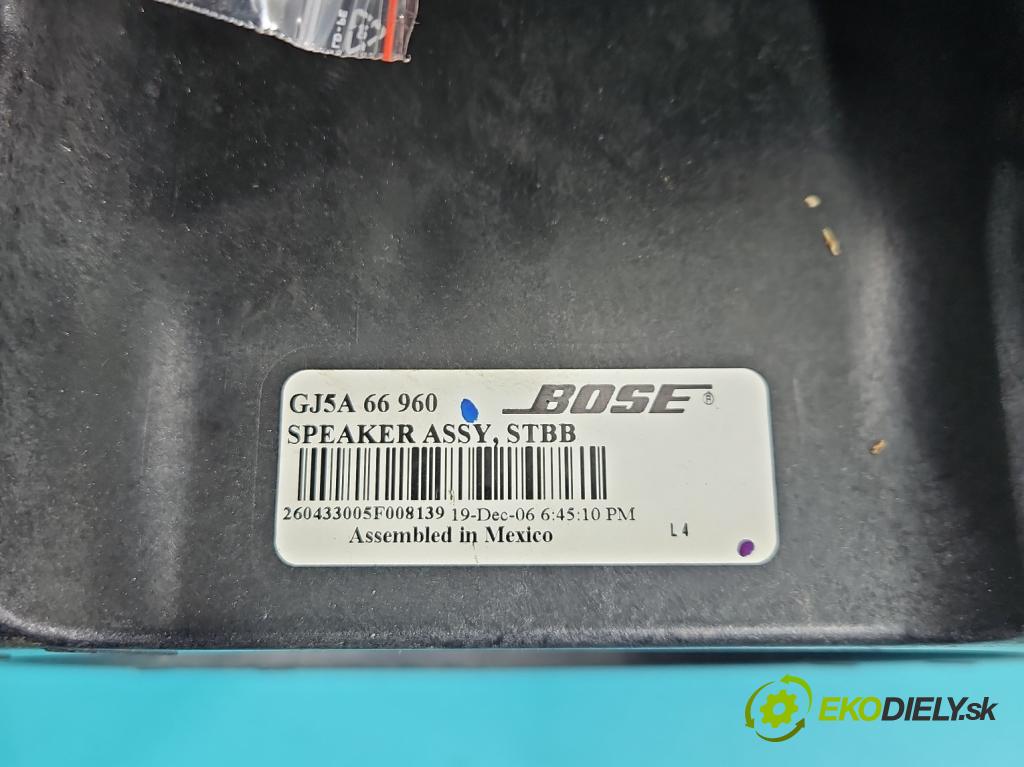 GJ5A 66 960 BOSE ®
SPEAKER ASSY, STBB
260433005F008139 19-Dec-06 6:45:10 PM
Assembled in Mexico
L 4
EKODIELY.sk